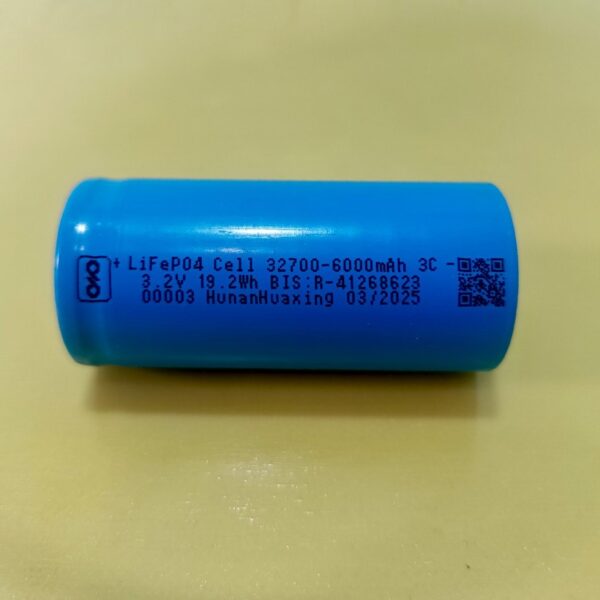 + LiFePO4 Cell 32700-6000mAh 3C -
3.2V 19.2Wh BIS:R-41268623
00003 HunanHuaxing 03/2025